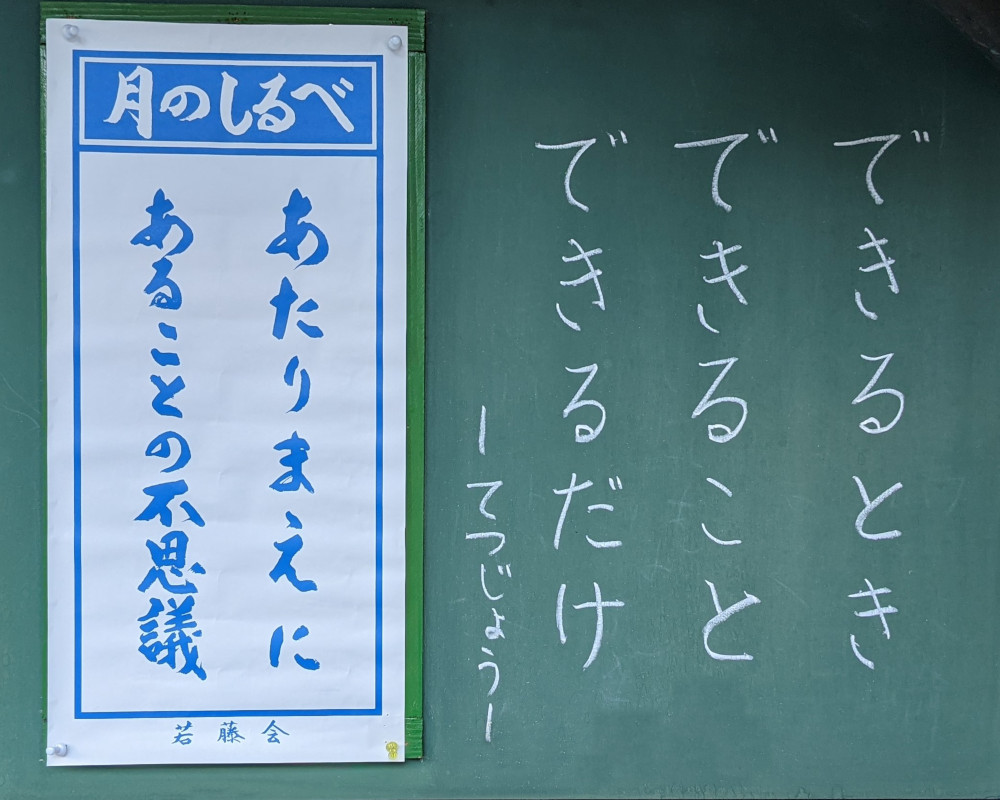 できるとき
できること
できるだけ
ーてつじょうー
月のしるべ
あたりまえに
あることの不思議
若藤会